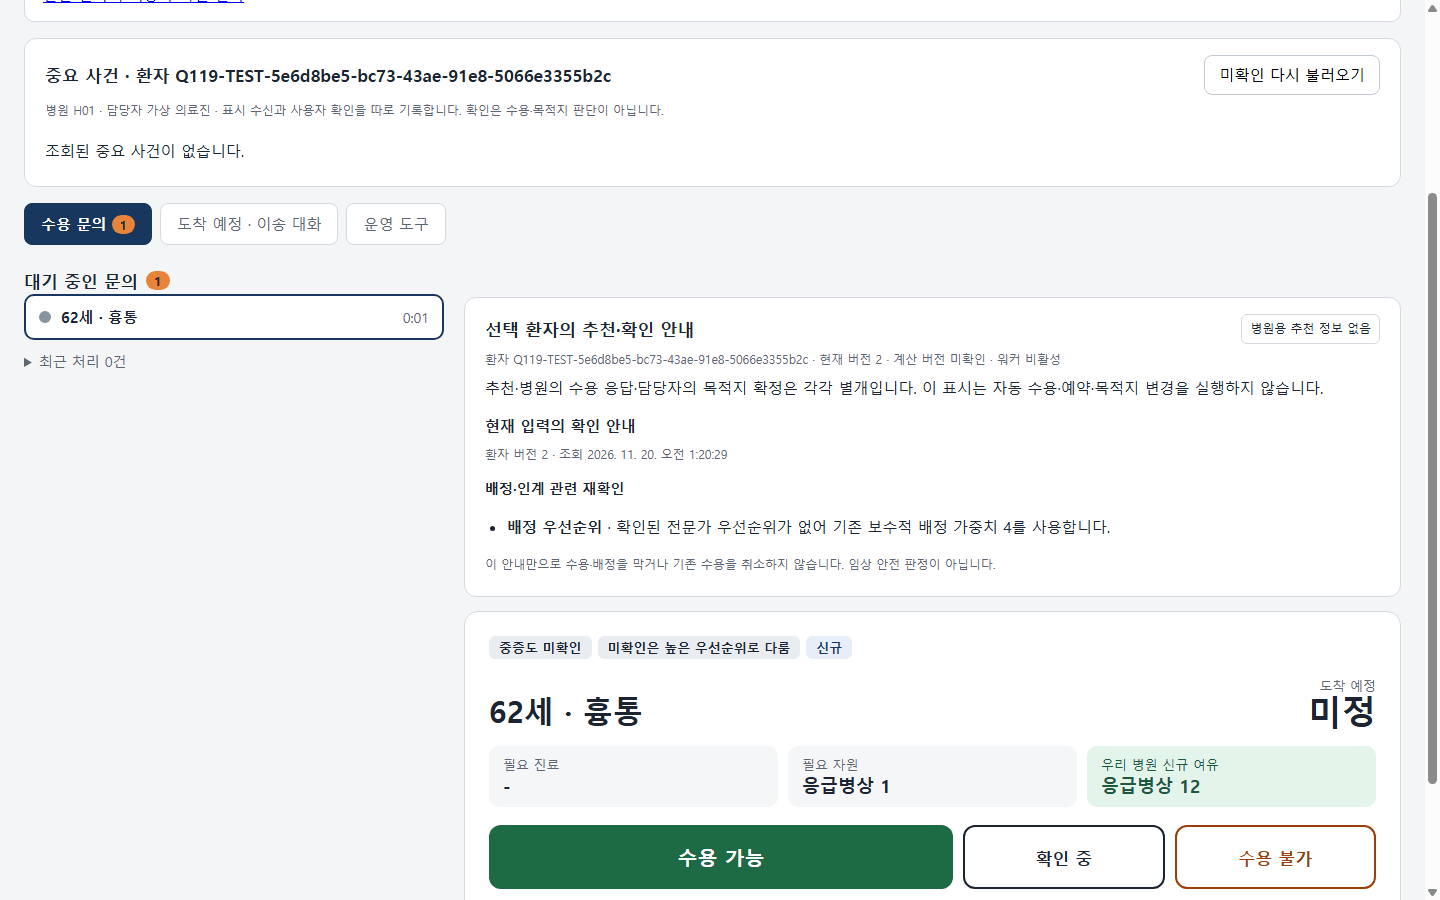 중요 사건 · 환자 Q119-TEST-5e6d8be5-bc73-43ae-91e8-5066e3355b2c
미확인 다시 불러오기
병원 H01 · 담당자 가상 의료진 · 표시 수신과 사용자 확인을 따로 기록합니다. 확인은 수용·목적지 판단이 아닙니다.
조회된 중요 사건이 없습니다.
수용 문의 1
도착 예정 · 이송 대화
운영 도구
대기 중인 문의 1
62세 · 흉통 0:01
▶ 최근 처리 0건
선택 환자의 추천·확인 안내
병원용 추천 정보 없음
환자 Q119-TEST-5e6d8be5-bc73-43ae-91e8-5066e3355b2c · 현재 버전 2 · 계산 버전 미확인 · 워커 비활성
추천·병원의 수용 응답·담당자의 목적지 확정은 각각 별개입니다. 이 표시는 자동 수용·예약·목적지 변경을 실행하지 않습니다.
현재 입력의 확인 안내
환자 버전 2 · 조회 2026. 11. 20. 오전 1:20:29
배정·인계 관련 재확인
• 배정 우선순위 · 확인된 전문가 우선순위가 없어 기존 보수적 배정 가중치 4를 사용합니다.
이 안내만으로 수용·배정을 막거나 기존 수용을 취소하지 않습니다. 임상 안전 판정이 아닙니다.
중증도 미확인
미확인은 높은 우선순위로 다룸
신규
62세 · 흉통
도착 예정
미정
필요 진료
-
필요 자원
응급병상 1
우리 병원 신규 여유
응급병상 12
수용 가능
확인 중
수용 불가